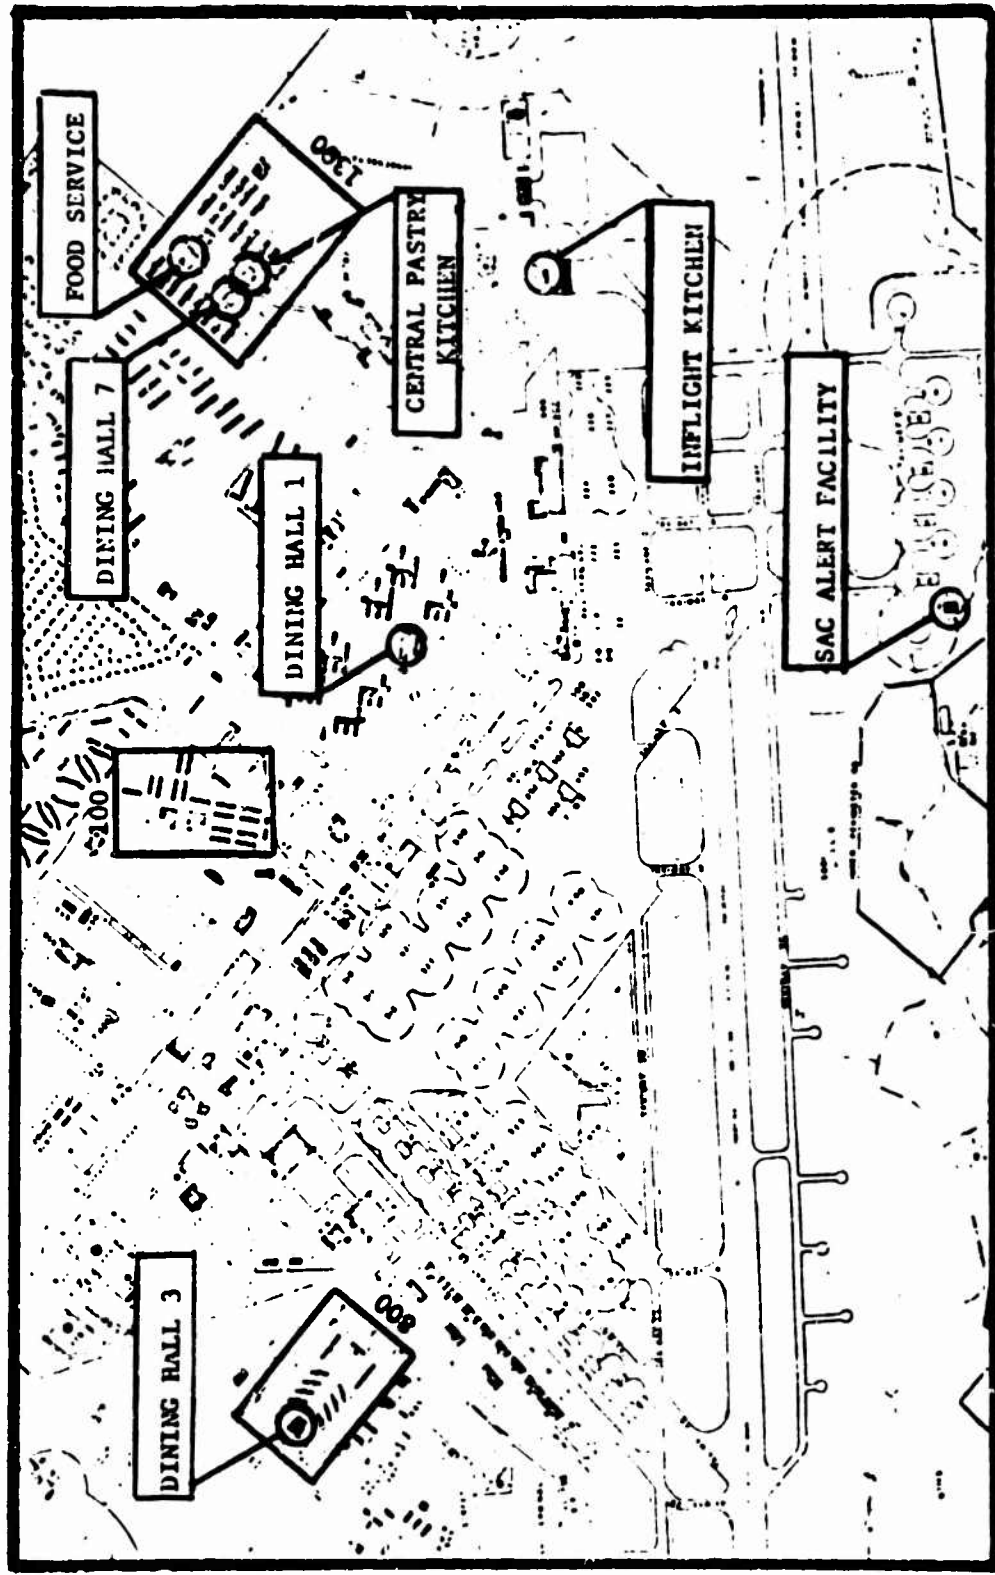 FOOD SERVICE
DINING HALL 7
1300
CENTRAL PASTRY
KITCHEN
INFLIGHT KITCHEN
DINING HALL 1
SAC ALERT FACILITY
100
DINING HALL 3
800